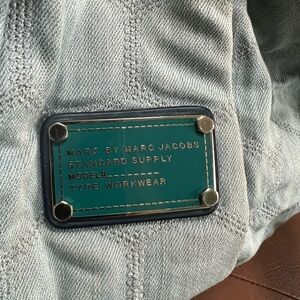 MARC BY MARC JACOBS
STANDARD SUPPLY
MODEL#_ _ _ _ _ _ _ _ _ _
TYPE: WORKWEAR